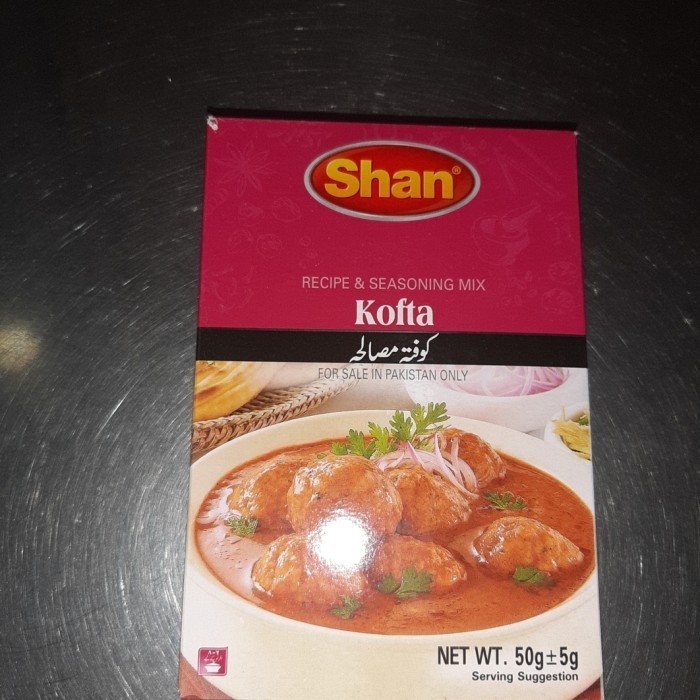 Shan®
RECIPE & SEASONING MIX
Kofta
کوفتہ مصالحہ
FOR SALE IN PAKISTAN ONLY
NET WT. 50g±5g
Serving Suggestion